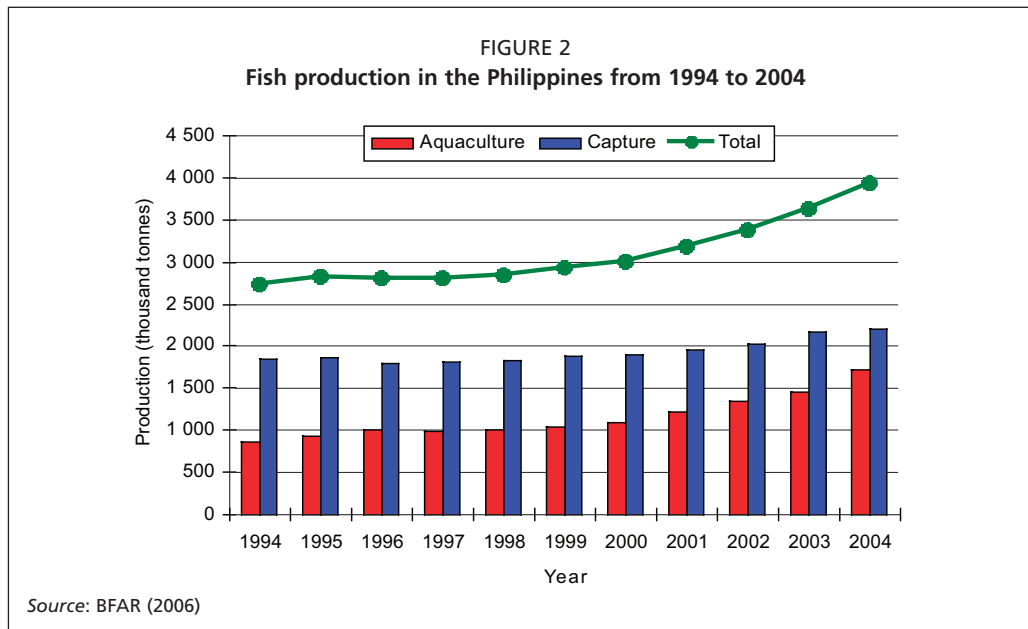 FIGURE 2
Fish production in the Philippines from 1994 to 2004
Aquaculture Capture Total
4 500
4 000
3 500
3 000
2 500
2 000
1 500
1 000
500
0
Production (thousand tonnes)
1994 1995 1996 1997 1998 1999 2000 2001 2002 2003 2004
Year
Source: BFAR (2006)